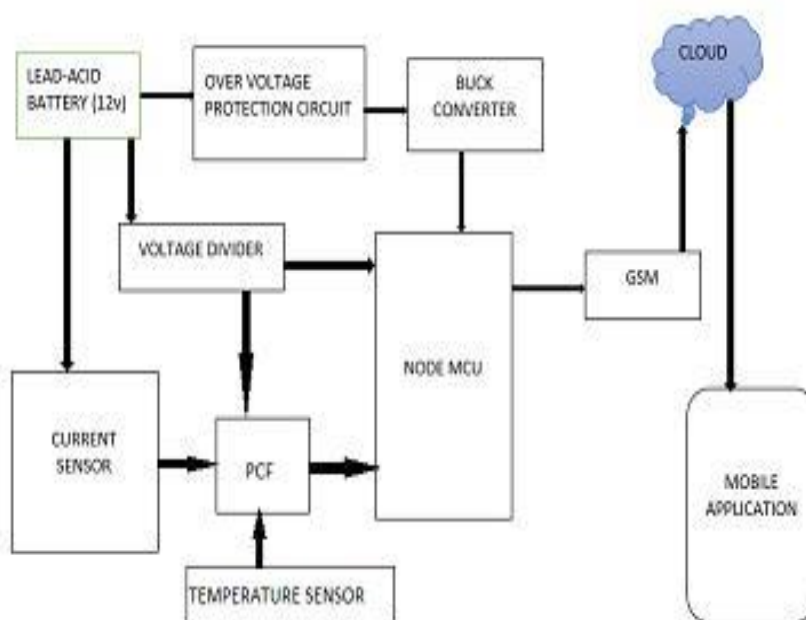 LEAD-ACID
BATTERY (12v)
OVER VOLTAGE
PROTECTION CIRCUIT
BUCK
CONVERTER
CLOUD
VOLTAGE DIVIDER
GSM
NODE MCU
CURRENT
SENSOR
PCF
MOBILE
APPLICATION
TEMPERATURE SENSOR